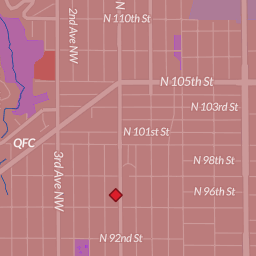 2nd Ave NW
N
N 110th St
N 105th St
N 103rd St
N 101st St
QFC
3rd Ave NW
N 98th St
N 96th St
N 92nd St